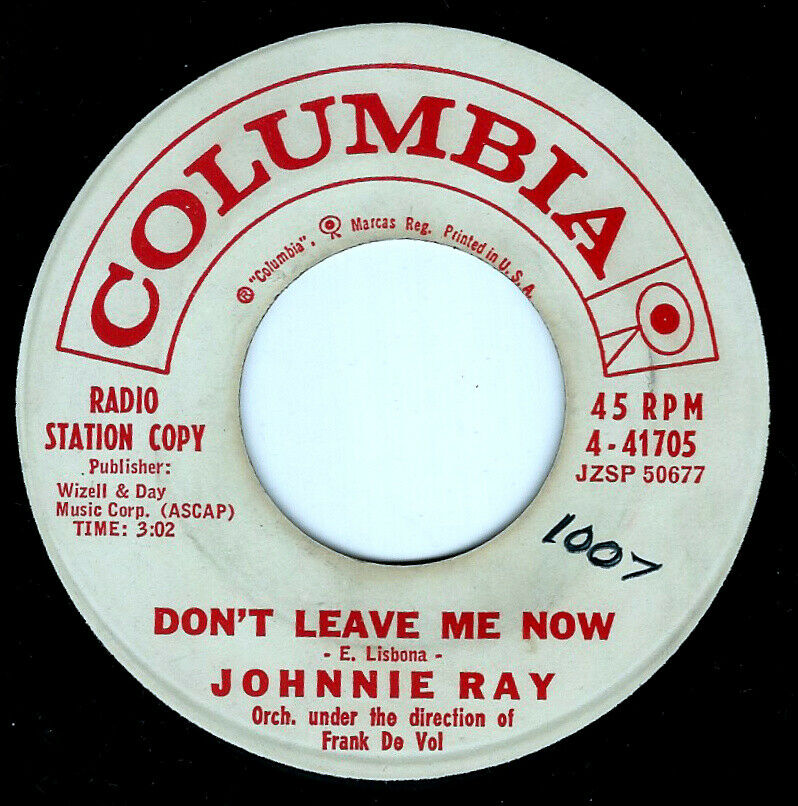 COLUMBIA
® "Columbia", Marcas Reg. Printed in U.S.A.
RADIO
STATION COPY
Publisher:
Wizell & Day
Music Corp. (ASCAP)
TIME: 3:02
45 RPM
4-41705
JZSP 50677
1007
DON'T LEAVE ME NOW
- E. Lisbona -
JOHNNIE RAY
Orch. under the direction of
Frank De Vol